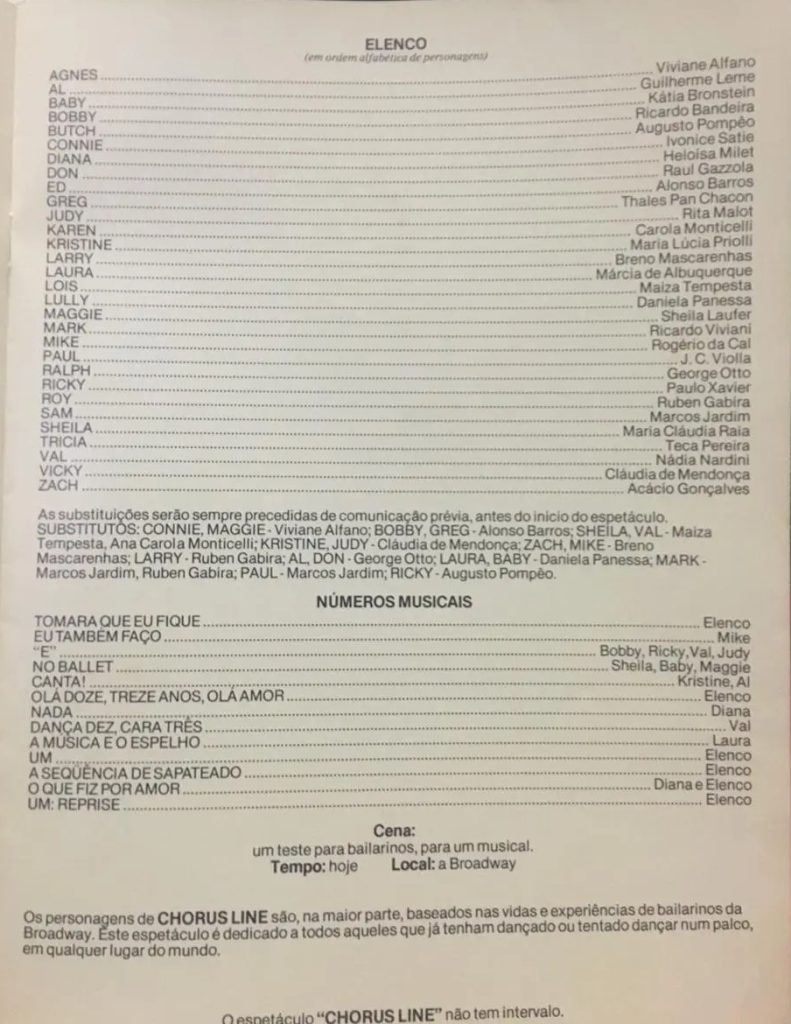 ELENCO
(em ordem alfabética de personagens)
AGNES Viviane Alfano
AL Guilherme Leme
BABY Kátia Bronstein
BOBBY Ricardo Bandeira
BUTCH Augusto Pompêo
CONNIE Ivonice Satie
DIANA Heloísa Milet
DON Raul Gazzola
ED Alonso Barros
GREG Thales Pan Chacon
JUDY Rita Malot
KAREN Carola Monticelli
KRISTINE Maria Lúcia Priolli
LARRY Breno Mascarenhas
LAURA Márcia de Albuquerque
LOIS Maiza Tempesta
LULLY Daniela Panessa
MAGGIE Sheila Laufer
MARK Ricardo Viviani
MIKE Rogério da Cal
PAUL J.C. Violla
RALPH George Otto
RICKY Paulo Xavier
ROY Ruben Gabira
SAM Marcos Jardim
SHEILA Maria Cláudia Raia
TRICIA Teca Pereira
VAL Nádia Nardini
VICKY Cláudia de Mendonça
ZACH Acácio Gonçalves
As substituições serão sempre precedidas de comunicação prévia, antes do inicio do espetáculo.
SUBSTITUTOS: CONNIE, MAGGIE - Viviane Alfano; BOBBY, GREG - Alonso Barros; SHEILA, VAL - Maiza
Tempesta, Ana Carola Monticelli; KRISTINE, JUDY - Cláudia de Mendonça; ZACH, MIKE - Breno
Mascarenhas; LARRY - Ruben Gabira; AL, DON - George Otto; LAURA, BABY - Daniela Panessa; MARK -
Marcos Jardim, Ruben Gabira; PAUL - Marcos Jardim; RICKY - Augusto Pompêo.
NÚMEROS MUSICAIS
TOMARA QUE EU FIQUE Elenco
EU TAMBÉM FAÇO Mike
“E” Bobby, Ricky, Val, Judy
NO BALLET Sheila, Baby, Maggie
CANTA! Kristine, Al
OLÁ DOZE, TREZE ANOS, OLÁ AMOR Elenco
NADA Diana
DANÇA DEZ, CARA TRÊS Val
A MÚSICA E O ESPELHO Laura
UM Elenco
A SEQÜÊNCIA DE SAPATEADO Elenco
O QUE FIZ POR AMOR Diana e Elenco
UM: REPRISE Elenco
Cena:
um teste para bailarinos, para um musical.
Tempo: hoje Local: a Broadway
Os personagens de CHORUS LINE são, na maior parte, baseados nas vidas e experiências de bailarinos da
Broadway. Este espetáculo é dedicado a todos aqueles que já tenham dançado ou tentado dançar num palco,
em qualquer lugar do mundo.
O espetáculo “CHORUS LINE” não tem intervalo.